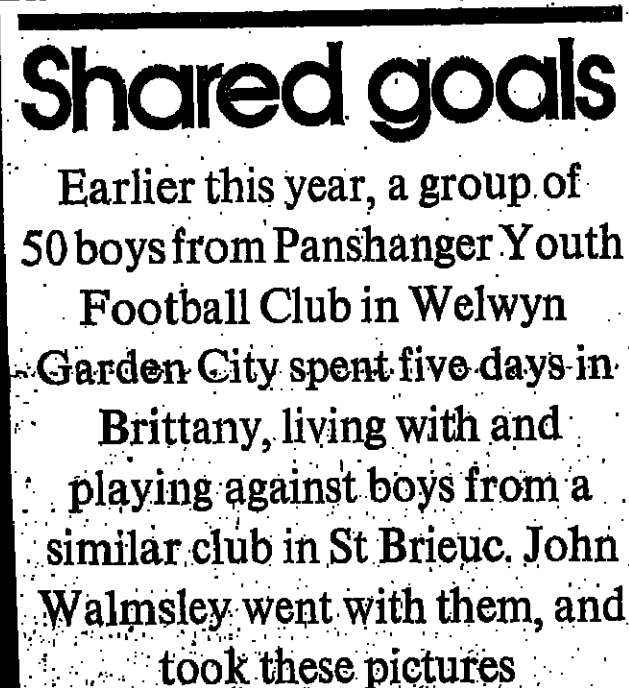 Shared goals
Earlier this year, a group of
50 boys from Panshanger Youth
Football Club in Welwyn
Garden City spent five days in
Brittany, living with and
playing against boys from a
similar club in St Brieuc. John
Walmsley went with them, and
took these pictures